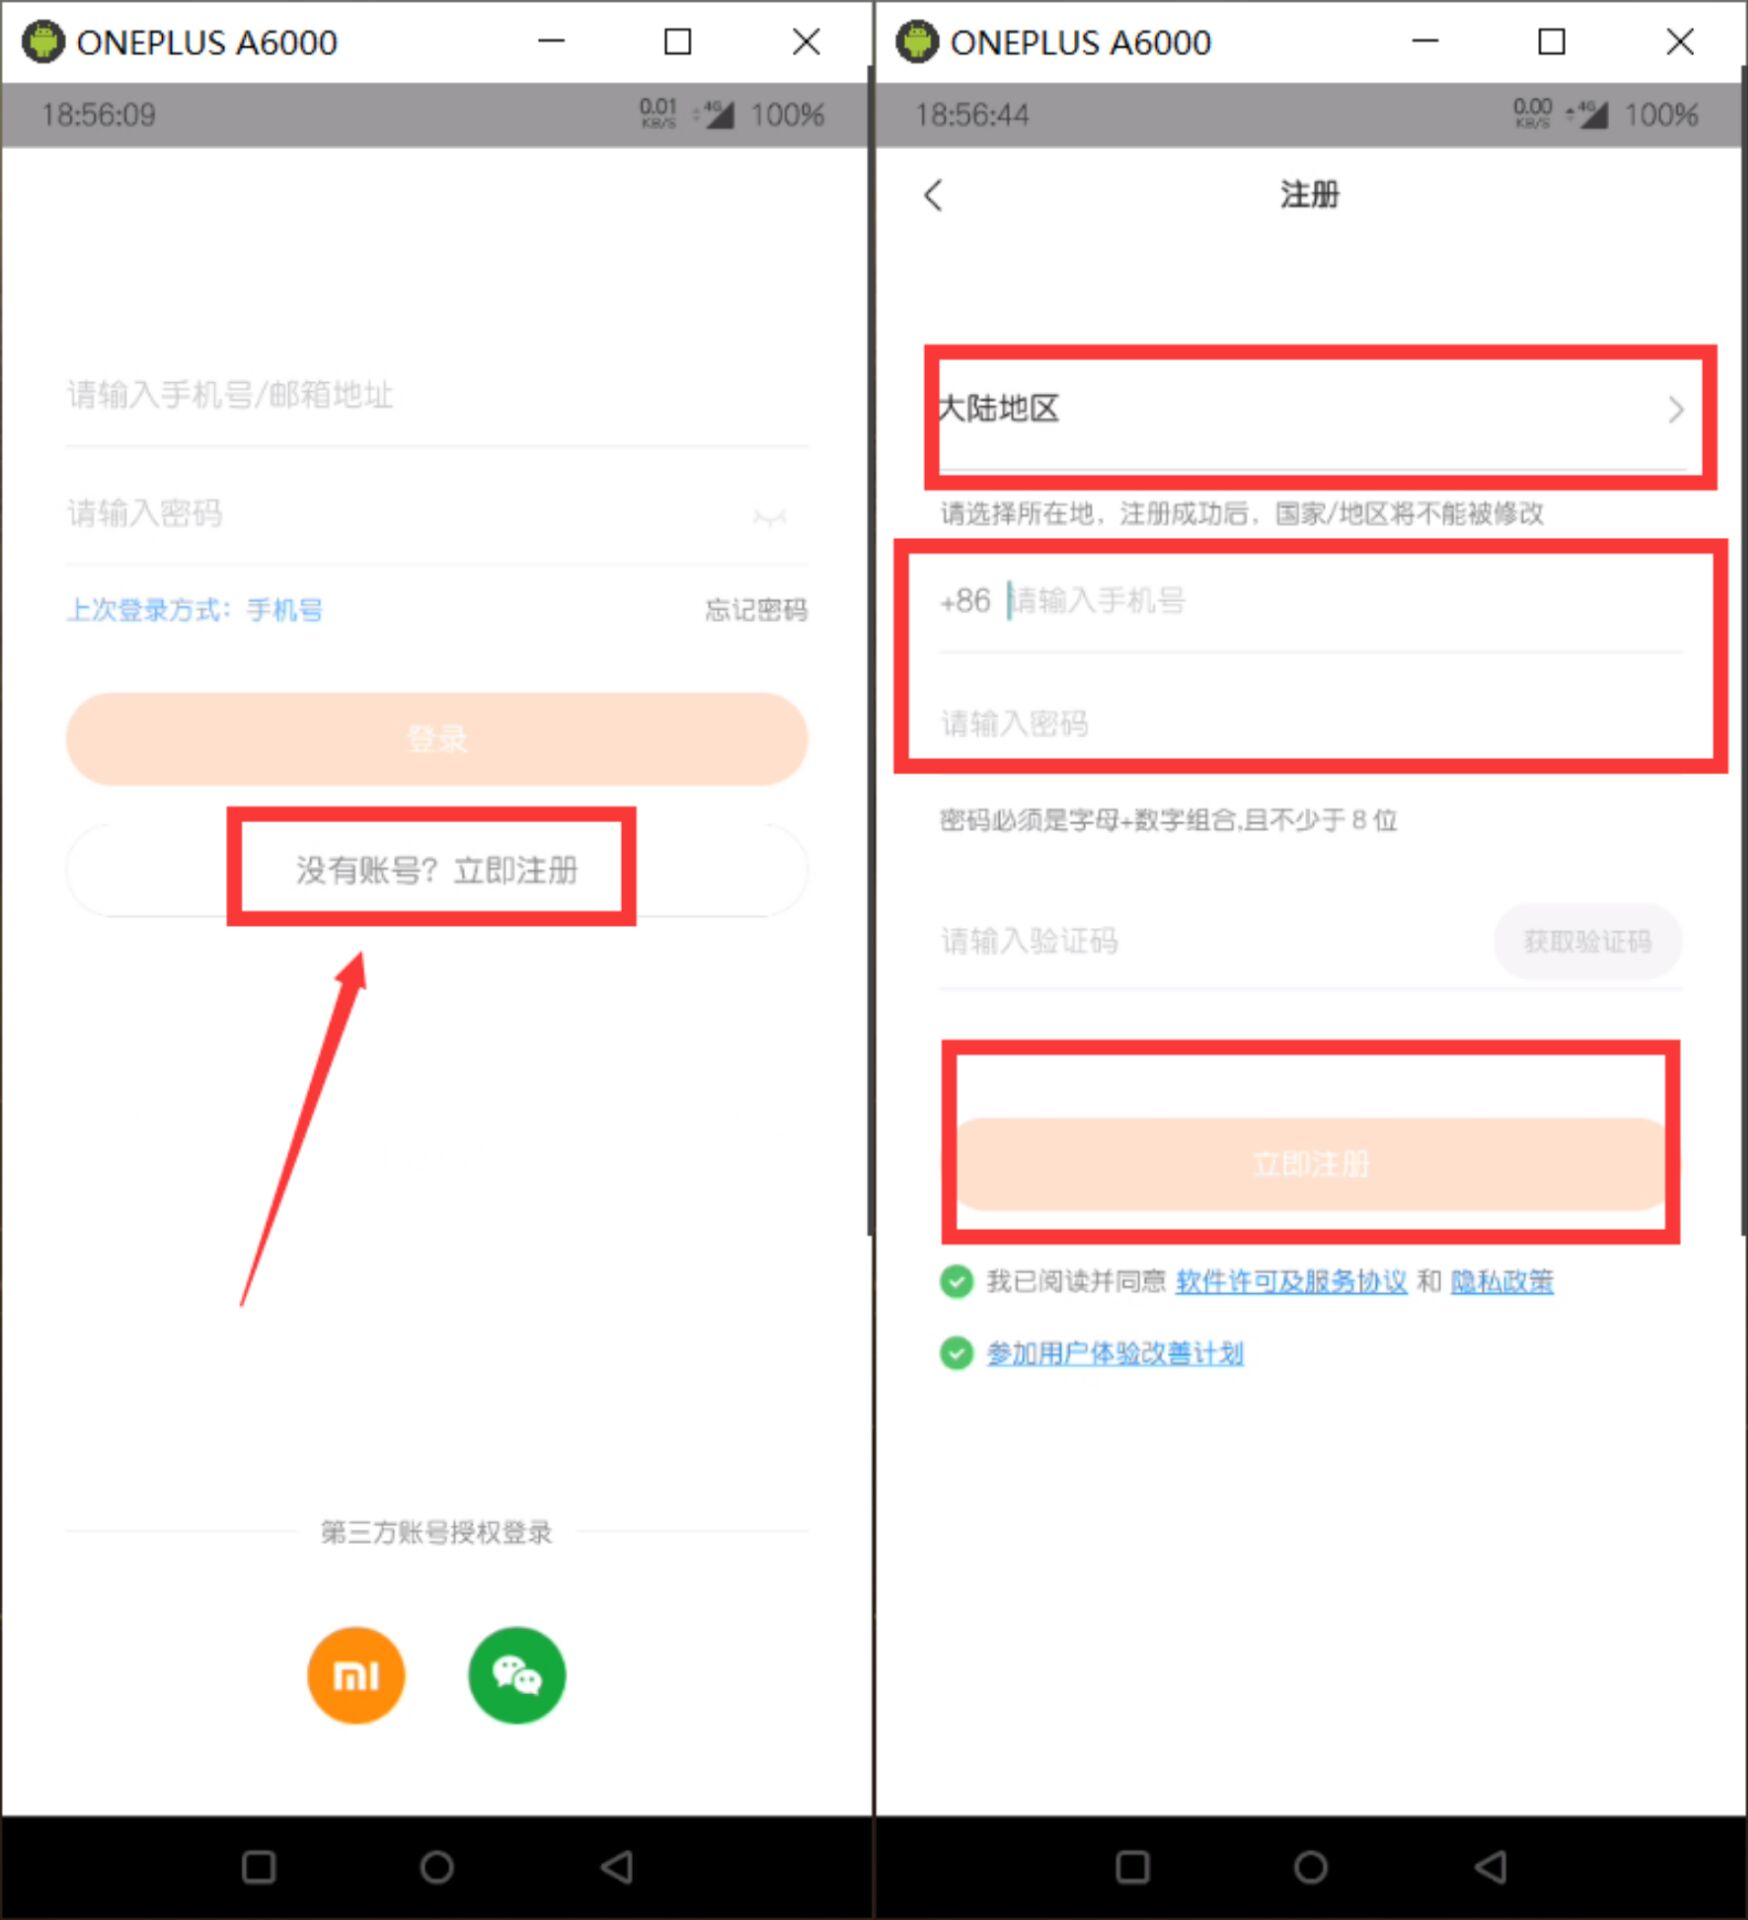 ONEPLUS A6000
18:56:09
0.01
KB/S
4G
100%
请输入手机号/邮箱地址
请输入密码
上次登录方式：手机号
忘记密码
登录
没有账号？立即注册
第三方账号授权登录
mi
ONEPLUS A6000
18:56:44
0.00
KB/S
4G
100%
注册
大陆地区
请选择所在地，注册成功后，国家/地区将不能被修改
+86 请输入手机号
请输入密码
密码必须是字母+数字组合,且不少于 8 位
请输入验证码
获取验证码
立即注册
我已阅读并同意 软件许可及服务协议 和 隐私政策
参加用户体验改善计划